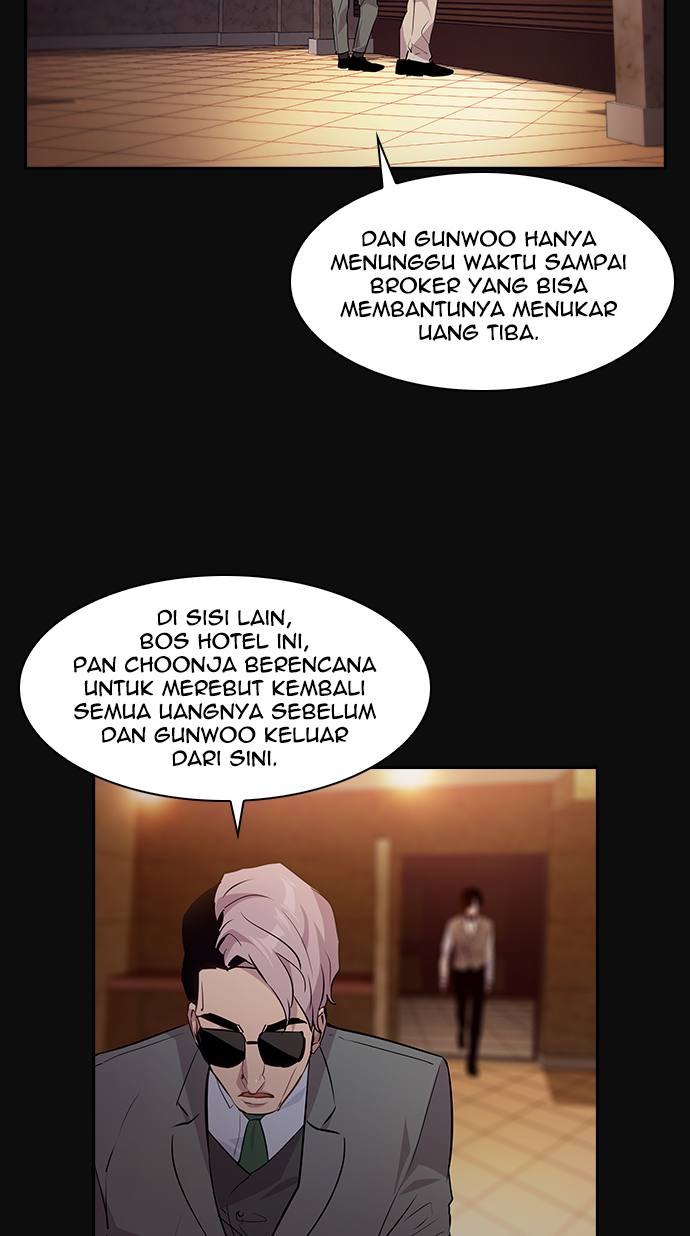 DAN GUNWOO HANYA
MENUNGGU WAKTU SAMPAI
BROKER YANG BISA
MEMBANTUNYA MENUKAR
UANG TIBA.
DI SISI LAIN,
BOS HOTEL INI,
PAN CHOONJA BERENCANA
UNTUK MEREBUT KEMBALI
SEMUA UANGNYA SEBELUM
DAN GUNWOO KELUAR
DARI SINI.